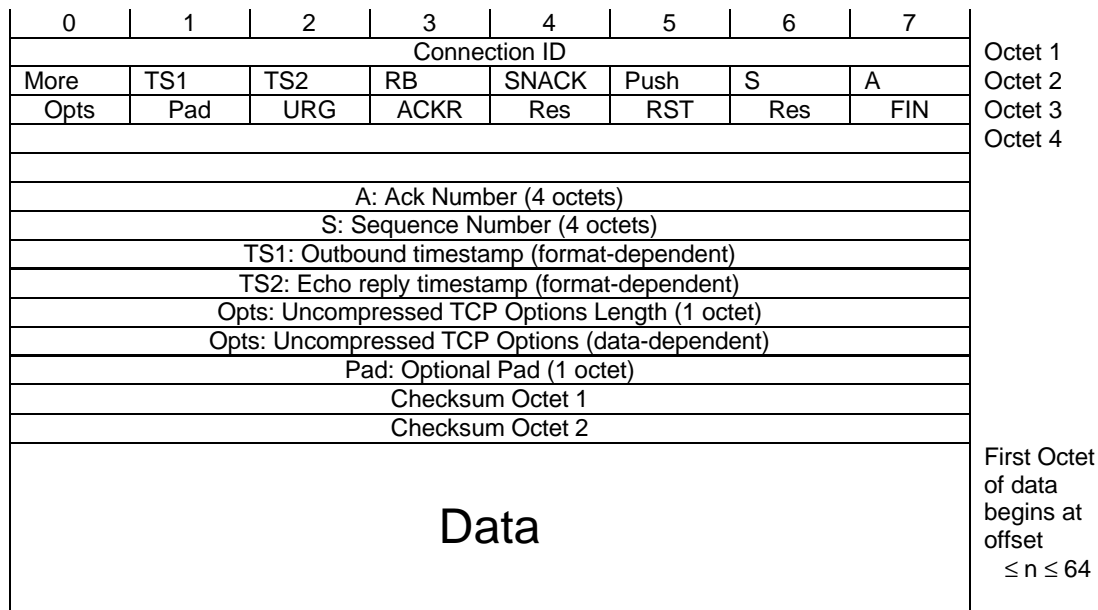 0 1 2 3 4 5 6 7
Connection ID Octet 1
More TS1 TS2 RB SNACK Push S A Octet 2
Opts Pad URG ACKR Res RST Res FIN Octet 3
Octet 4
A: Ack Number (4 octets)
S: Sequence Number (4 octets)
TS1: Outbound timestamp (format-dependent)
TS2: Echo reply timestamp (format-dependent)
Opts: Uncompressed TCP Options Length (1 octet)
Opts: Uncompressed TCP Options (data-dependent)
Pad: Optional Pad (1 octet)
Checksum Octet 1
Checksum Octet 2
Data
First Octet
of data
begins at
offset
≤ n ≤ 64